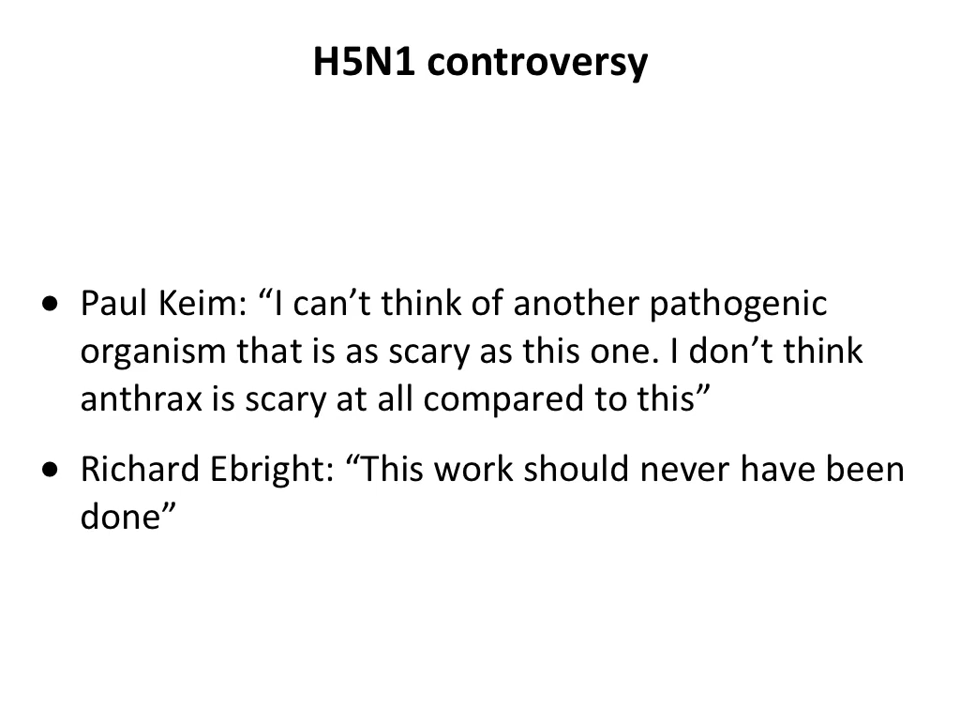 H5N1 controversy
• Paul Keim: “I can’t think of another pathogenic
organism that is as scary as this one. I don’t think
anthrax is scary at all compared to this”
• Richard Ebright: “This work should never have been
done”